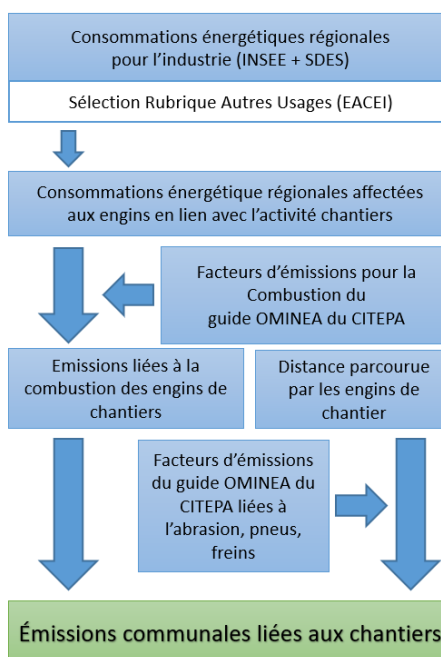 Consommations énergétiques régionales
pour l'industrie (INSEE + SDES)
Sélection Rubrique Autres Usages (EACEI)
Consommations énergétique régionales affectées
aux engins en lien avec l'activité chantiers
Facteurs d'émissions pour la
Combustion du
guide OMINEA du CITEPA
Emissions liées à la
combustion des engins de
chantiers
Distance parcourue
par les engins de
chantier
Facteurs d'émissions
du guide OMINEA du
CITEPA liées à
l'abrasion, pneus,
freins
Émissions communales liées aux chantiers